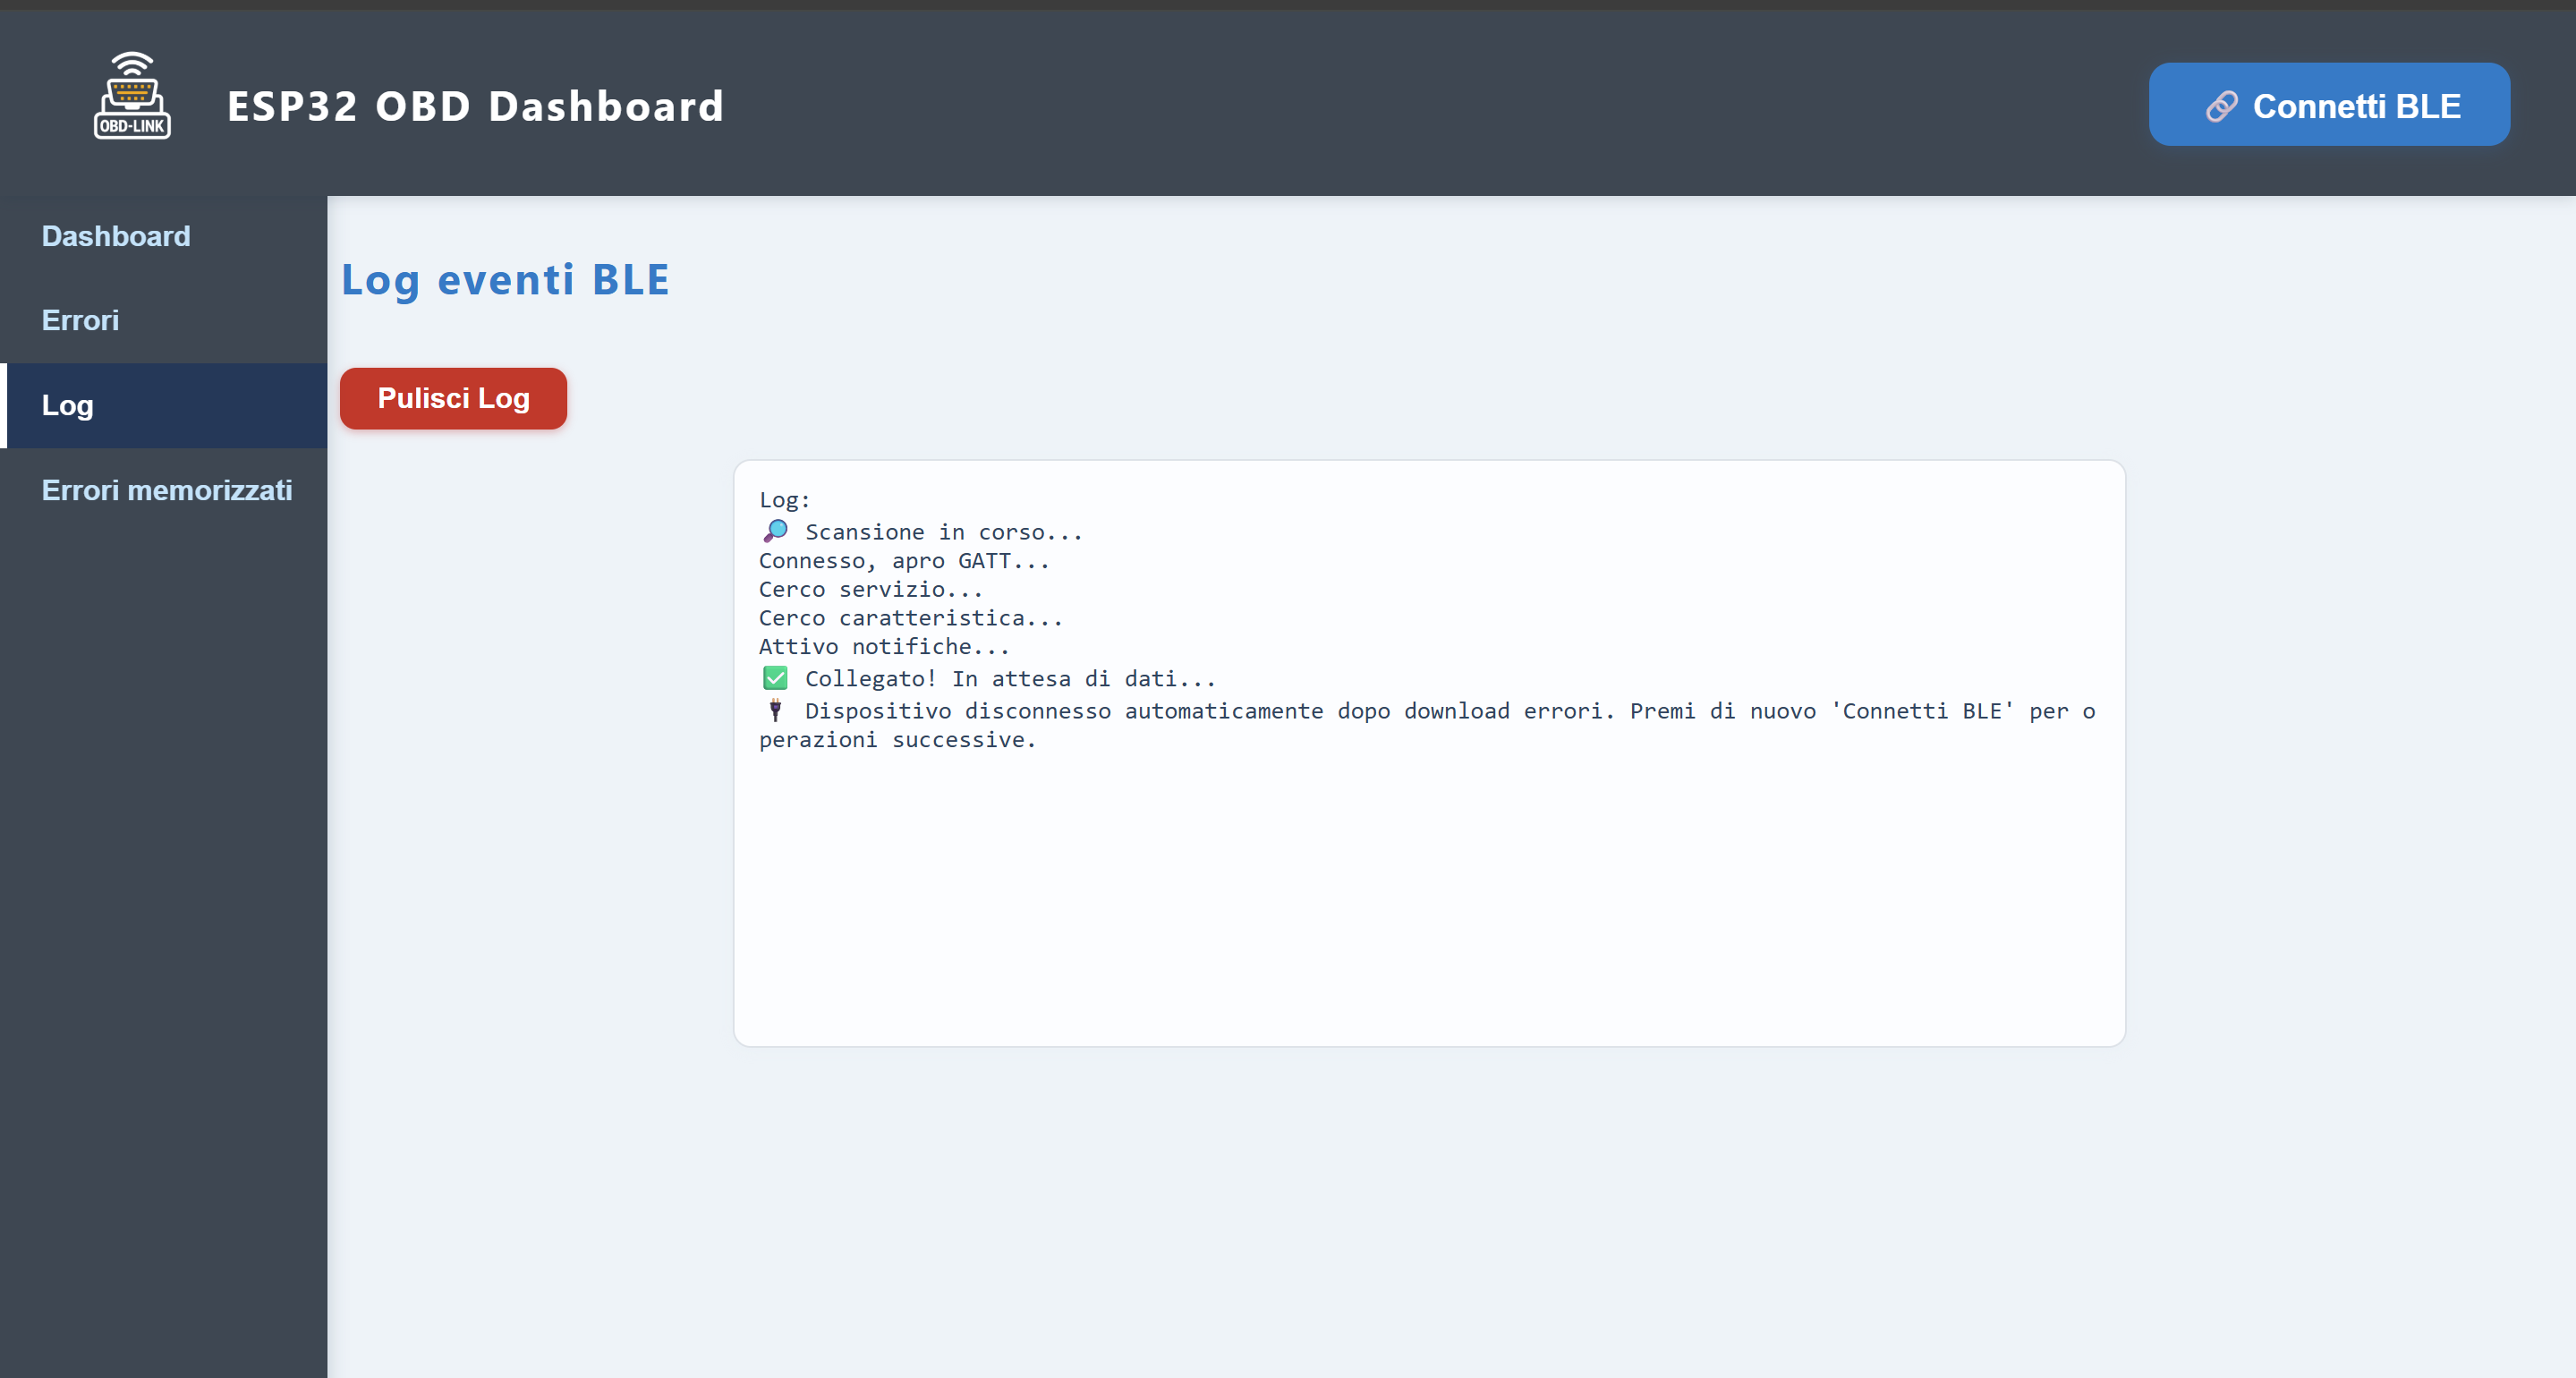 OBD-LINK
ESP32 OBD Dashboard
Connetti BLE
Dashboard
Errori
Log
Errori memorizzati
Log eventi BLE
Pulisci Log
Log:
Scansione in corso...
Connesso, apro GATT...
Cerco servizio...
Cerco caratteristica...
Attivo notifiche...
Collegato! In attesa di dati...
Dispositivo disconnesso automaticamente dopo download errori. Premi di nuovo 'Connetti BLE' per o
perazioni successive.